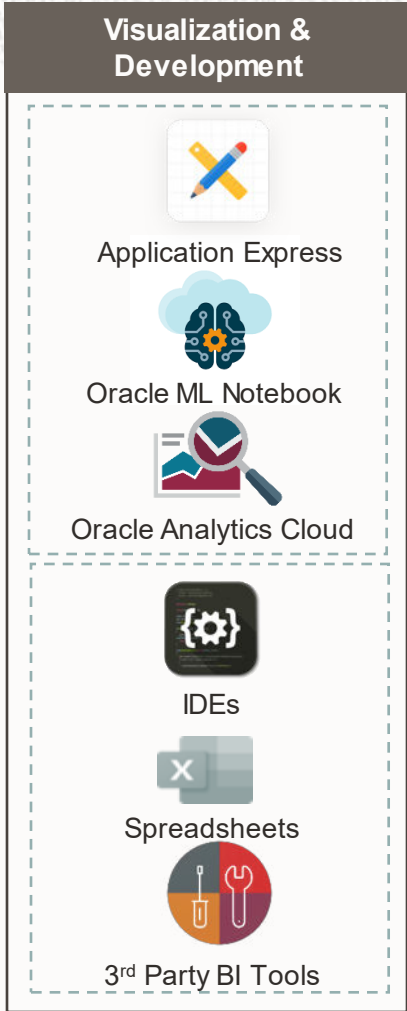 Visualization &
Development
Application Express
Oracle ML Notebook
Oracle Analytics Cloud
IDEs
X
Spreadsheets
3rd Party BI Tools